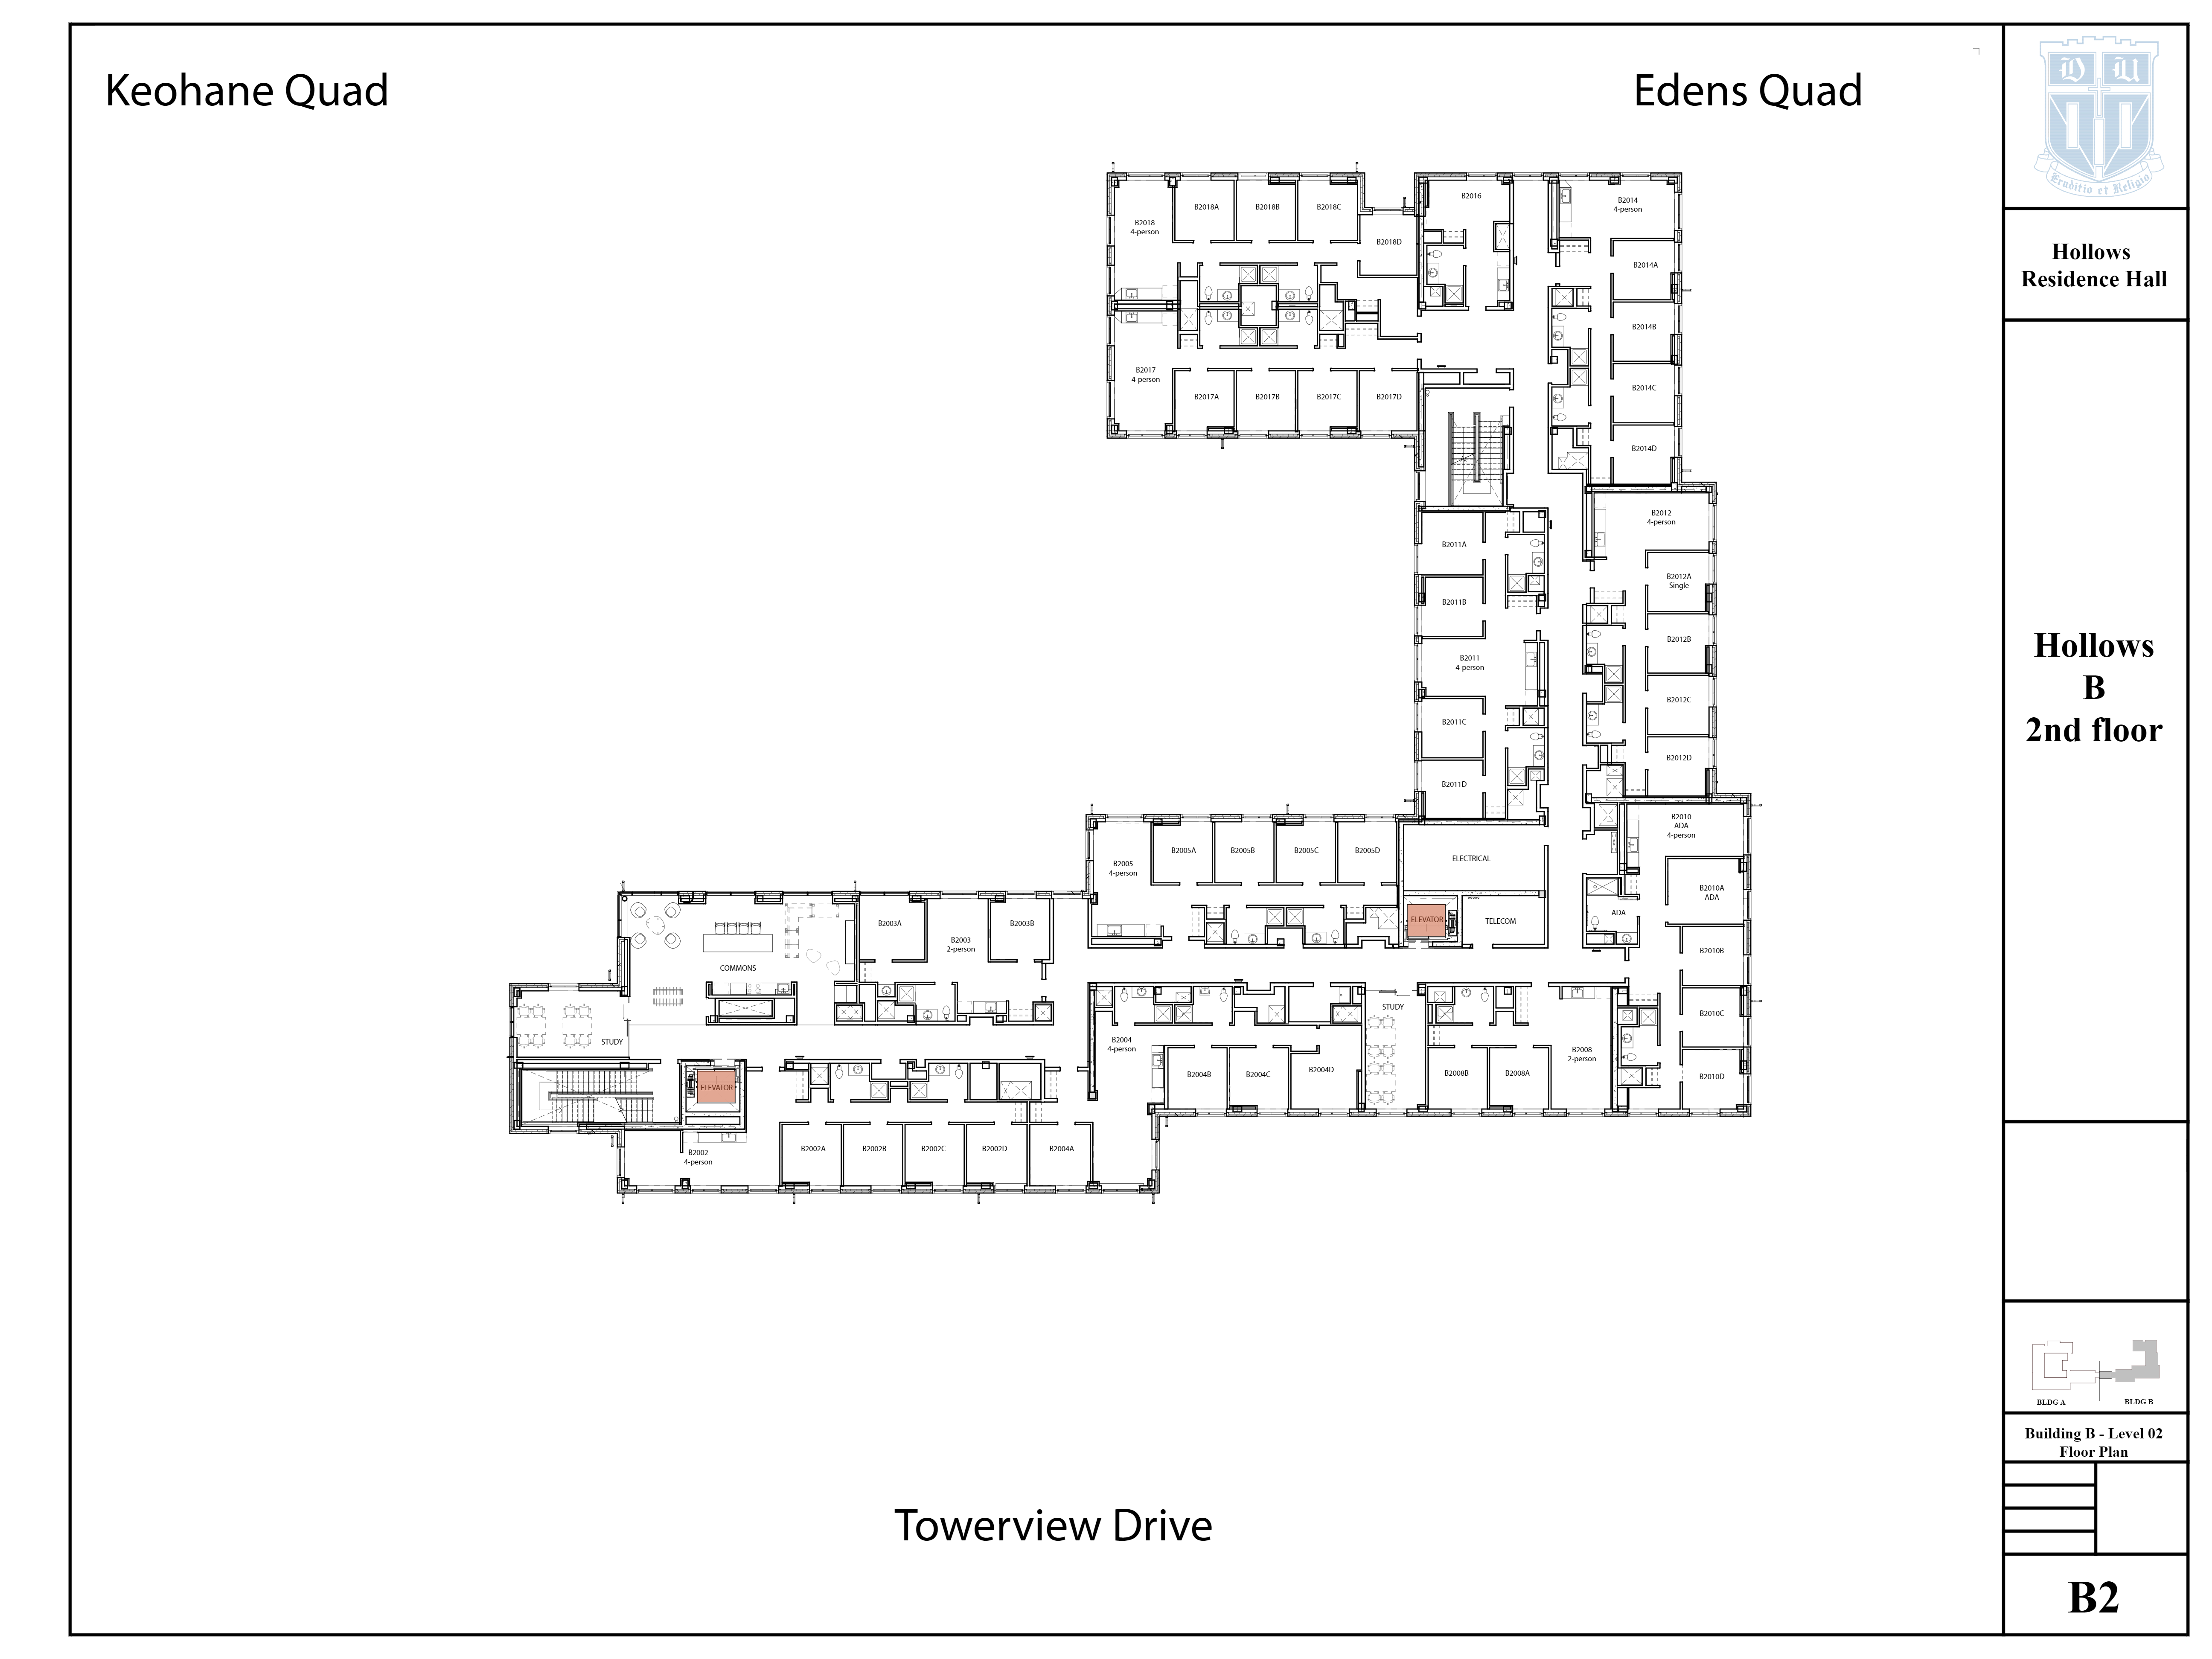 Keohane Quad
Edens Quad
D U
Eruditio et Religio
Hollows
Residence Hall
Hollows
B
2nd floor
BLDG A
BLDG B
Building B - Level 02
Floor Plan
B2
Towerview Drive
B2018
4-person
B2018A
B2018B
B2018C
B2018D
B2016
B2014
4-person
B2014A
B2014B
B2014C
B2014D
B2017
4-person
B2017A
B2017B
B2017C
B2017D
B2012
4-person
B2012A
Single
B2012B
B2012C
B2012D
B2011A
B2011B
B2011
4-person
B2011C
B2011D
B2010
ADA
4-person
B2010A
ADA
ADA
B2010B
B2010C
B2010D
B2005
4-person
B2005A
B2005B
B2005C
B2005D
ELECTRICAL
ELEVATOR
TELECOM
COMMONS
B2003A
B2003
2-person
B2003B
STUDY
ELEVATOR
B2004
4-person
B2004B
B2004C
B2004D
STUDY
B2008B
B2008A
B2008
2-person
B2002
4-person
B2002A
B2002B
B2002C
B2002D
B2004A